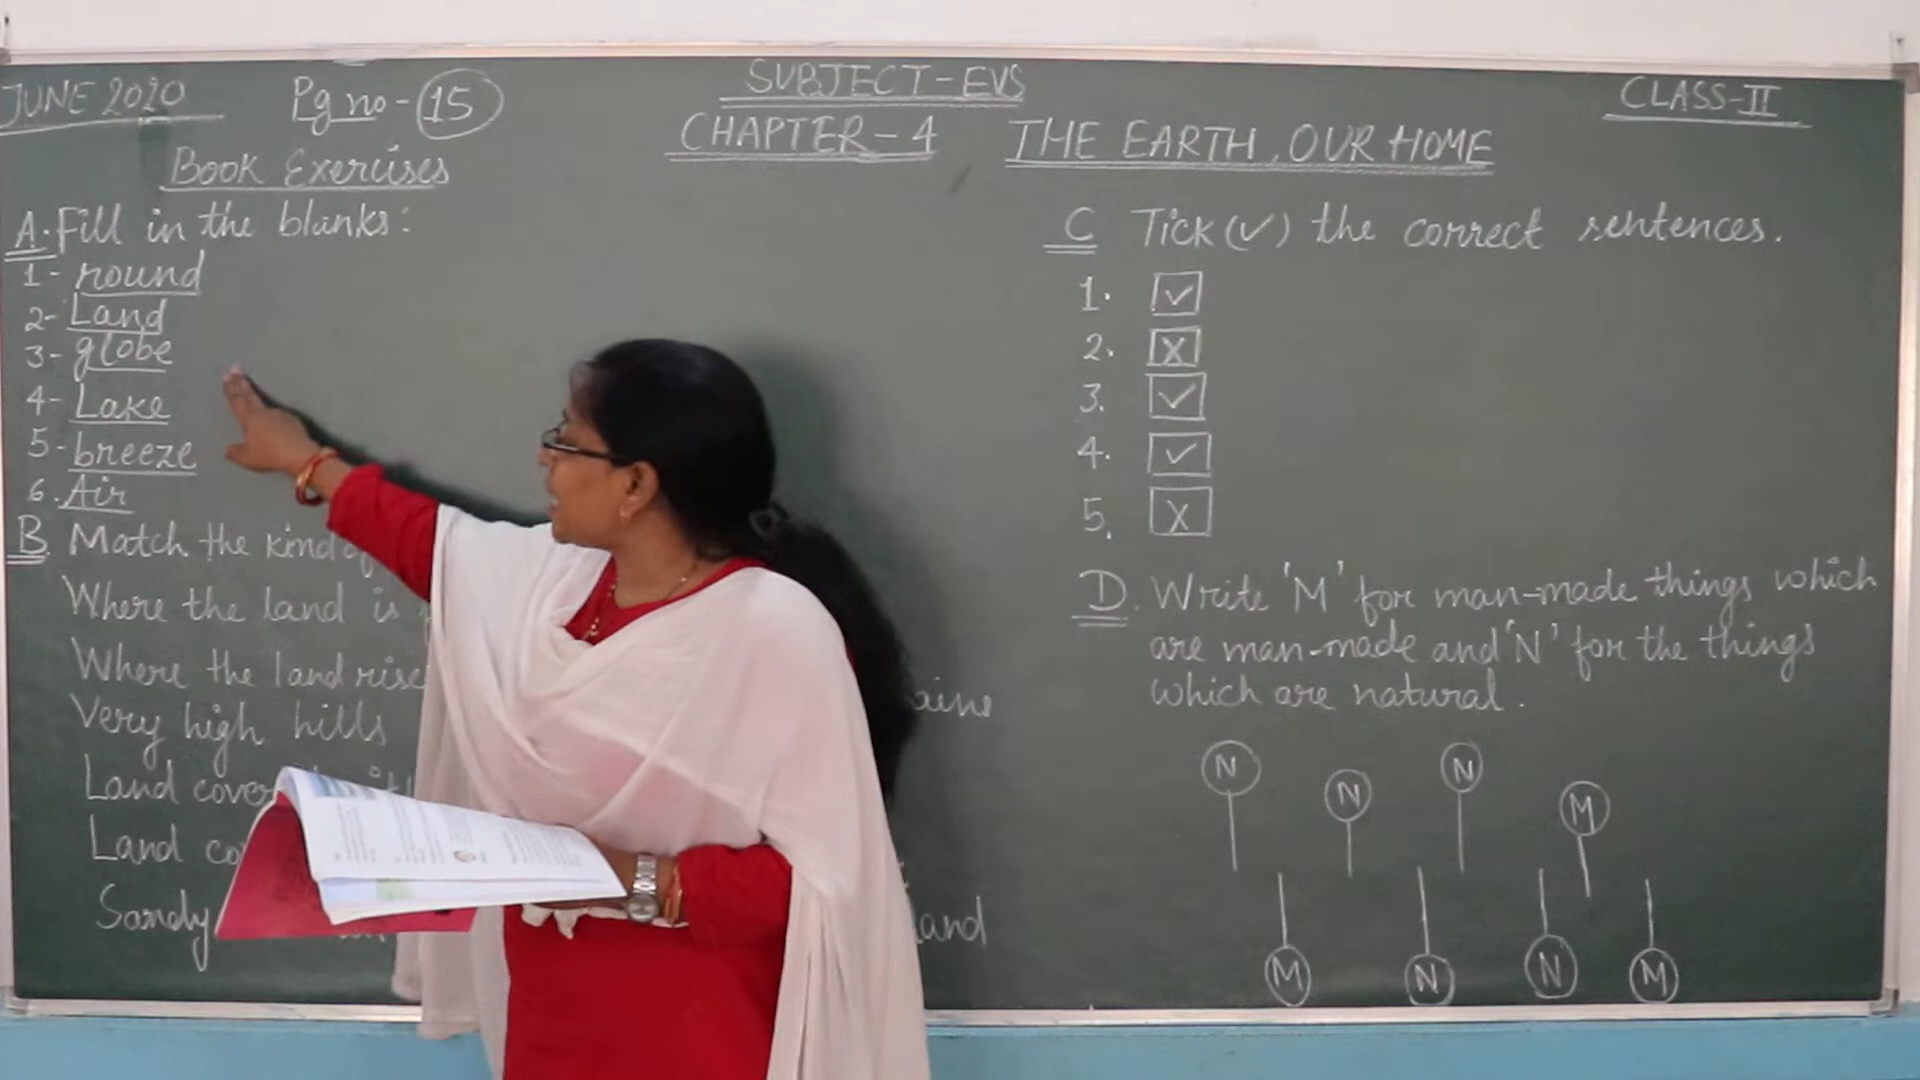 JUNE 2020
Pg no - 15
SUBJECT - EVS
CLASS - II
CHAPTER - 4 THE EARTH, OUR HOME
Book Exercises
A. Fill in the blanks:
1- round
2- Land
3- globe
4- Lake
5- breeze
6. Air
B. Match the kind of
Where the land is
Where the land rise
Very high hills
Land cover
Land co
Sandy
land
C Tick (✓) the correct sentences.
1. ✓
2. X
3. ✓
4. ✓
5. X
D. Write 'M' for man-made things which
are man-made and 'N' for the things
which are natural.
N N N M
M N N M